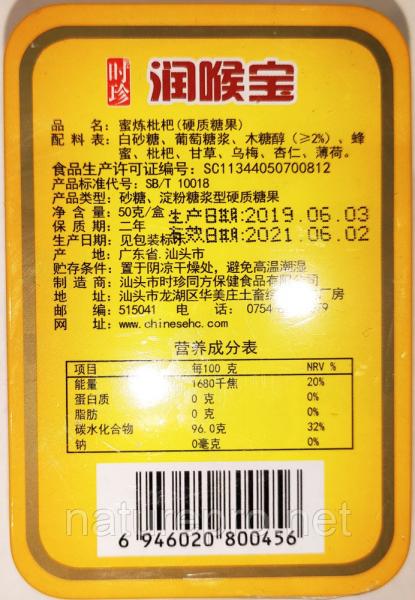 时珍 润喉宝
品 名：蜜炼枇杷(硬质糖果)
配 料 表：白砂糖、葡萄糖浆、木糖醇（≥2%）、蜂
蜜、枇杷、甘草、乌梅、杏仁、薄荷。
食品生产许可证编号：SC11344050700812
产品标准代号：SB/T 10018
产品类型：砂糖、淀粉糖浆型硬质糖果
净 含 量：50克/盒 生产日期:2019.06.03
保 质 期：二年 有效日期:2021.06.02
生产日期：见包装标
产 地：广东省.汕头市
贮存条件：置于阴凉干燥处，避免高温潮湿
制 造 商：汕头市时珍同方保健食品有限公司
地 址：汕头市龙湖区华美庄土畜 厂房
邮 编：515041 电 话：0754 9
网 址：www.chinesehc.com
营养成分表
项目 每100 克 NRV %
能量 1680千焦 20%
蛋白质 0 克 0%
脂肪 0 克 0%
碳水化合物 96.0克 32%
钠 0毫克 0%
naturepro.net
6 946020 800456